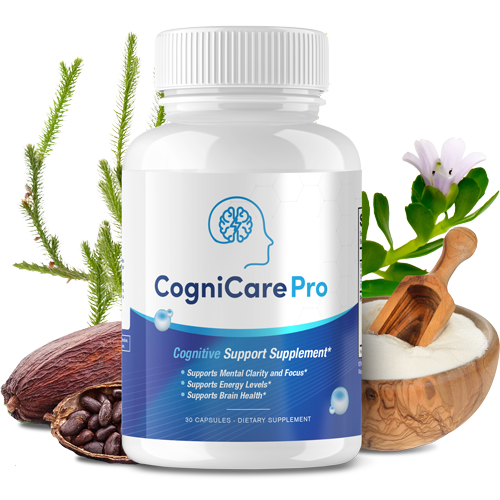 CogniCare Pro
Cognitive Support Supplement*
* Supports Mental Clarity and Focus*
* Supports Energy Levels*
* Supports Brain Health*
30 CAPSULES - DIETARY SUPPLEMENT